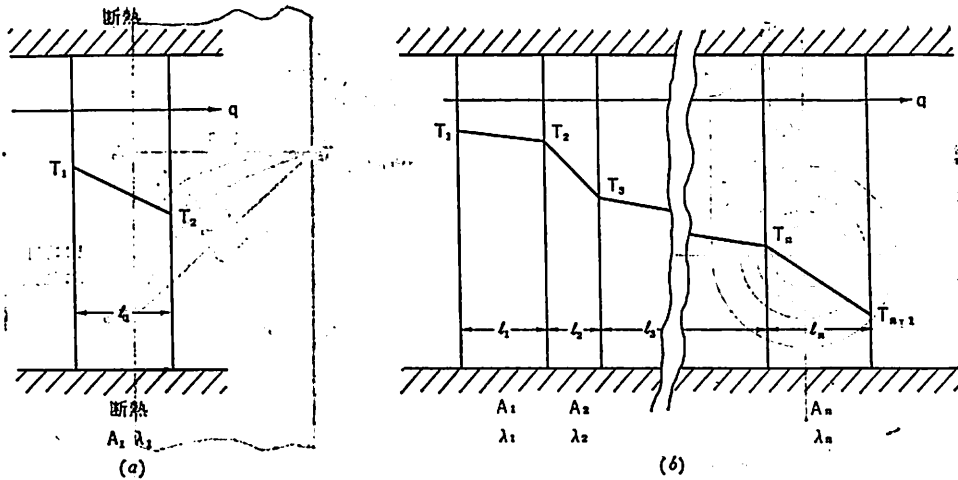 断熱
q
T₁
T₂
l₁
断熱
A₁ λ₁
(a)
q
T₁
T₂
T₃
Tₙ
Tₙ₊₁
l₁
l₂
l₃
lₙ
A₁
A₂
Aₙ
λ₁
λ₂
λₙ
(b)